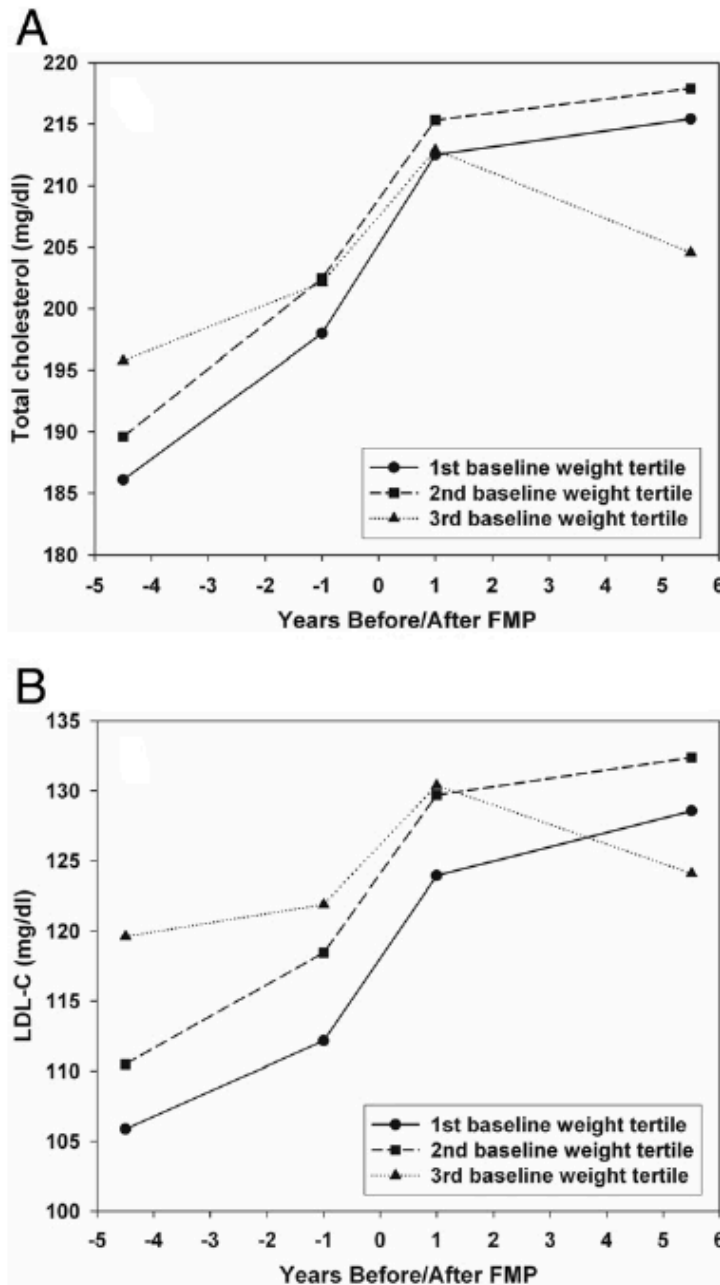 A
Total cholesterol (mg/dl)
220
215
210
205
200
195
190
185
180
1st baseline weight tertile
2nd baseline weight tertile
3rd baseline weight tertile
-5 -4 -3 -2 -1 0 1 2 3 4 5 6
Years Before/After FMP
B
LDL-C (mg/dl)
135
130
125
120
115
110
105
100
1st baseline weight tertile
2nd baseline weight tertile
3rd baseline weight tertile
-5 -4 -3 -2 -1 0 1 2 3 4 5 6
Years Before/After FMP